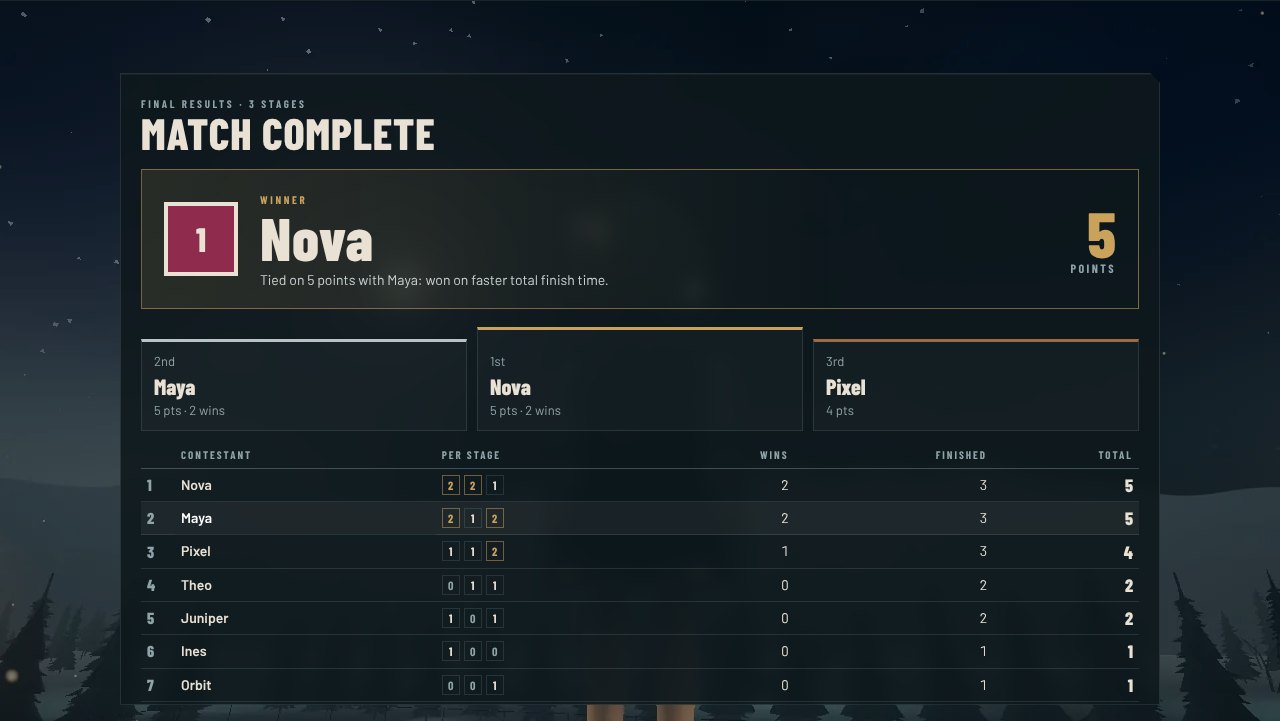 FINAL RESULTS · 3 STAGES
MATCH COMPLETE
1
WINNER
Nova
Tied on 5 points with Maya: won on faster total finish time.
5
POINTS
2nd
Maya
5 pts · 2 wins
1st
Nova
5 pts · 2 wins
3rd
Pixel
4 pts
CONTESTANT PER STAGE WINS FINISHED TOTAL
1 Nova 2 2 1 2 3 5
2 Maya 2 1 2 2 3 5
3 Pixel 1 1 2 1 3 4
4 Theo 0 1 1 0 2 2
5 Juniper 1 0 1 0 2 2
6 Ines 1 0 0 0 1 1
7 Orbit 0 0 1 0 1 1